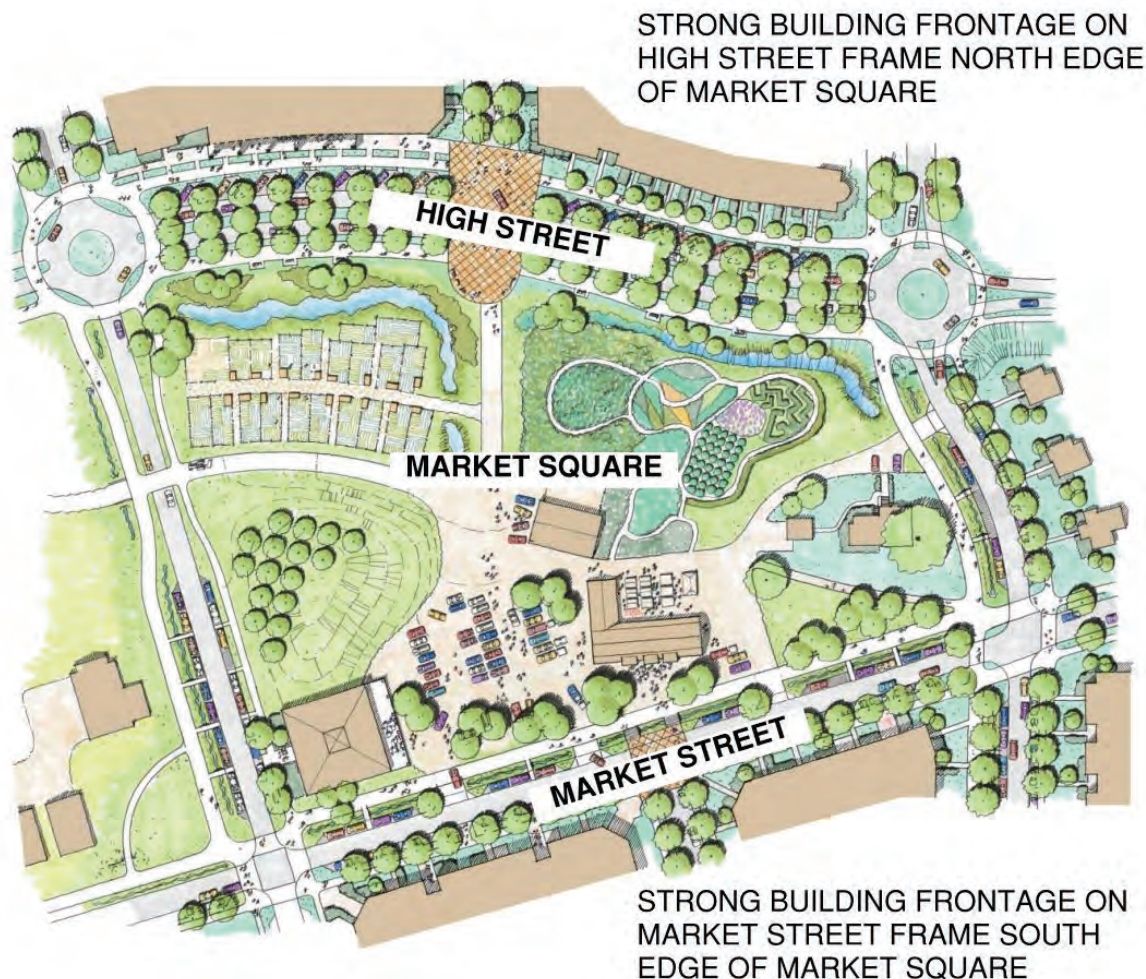 STRONG BUILDING FRONTAGE ON
HIGH STREET FRAME NORTH EDGE
OF MARKET SQUARE
HIGH STREET
MARKET SQUARE
MARKET STREET
STRONG BUILDING FRONTAGE ON
MARKET STREET FRAME SOUTH
EDGE OF MARKET SQUARE